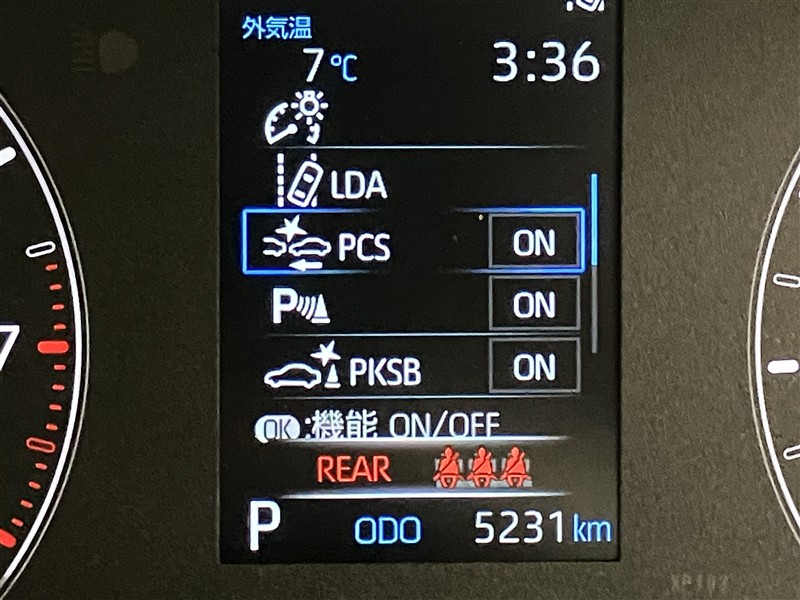 外気温
7℃ 3:36
LDA
PCS ON
P ON
PKSB ON
OK :機能 ON/OFF
REAR
P ODO 5231km